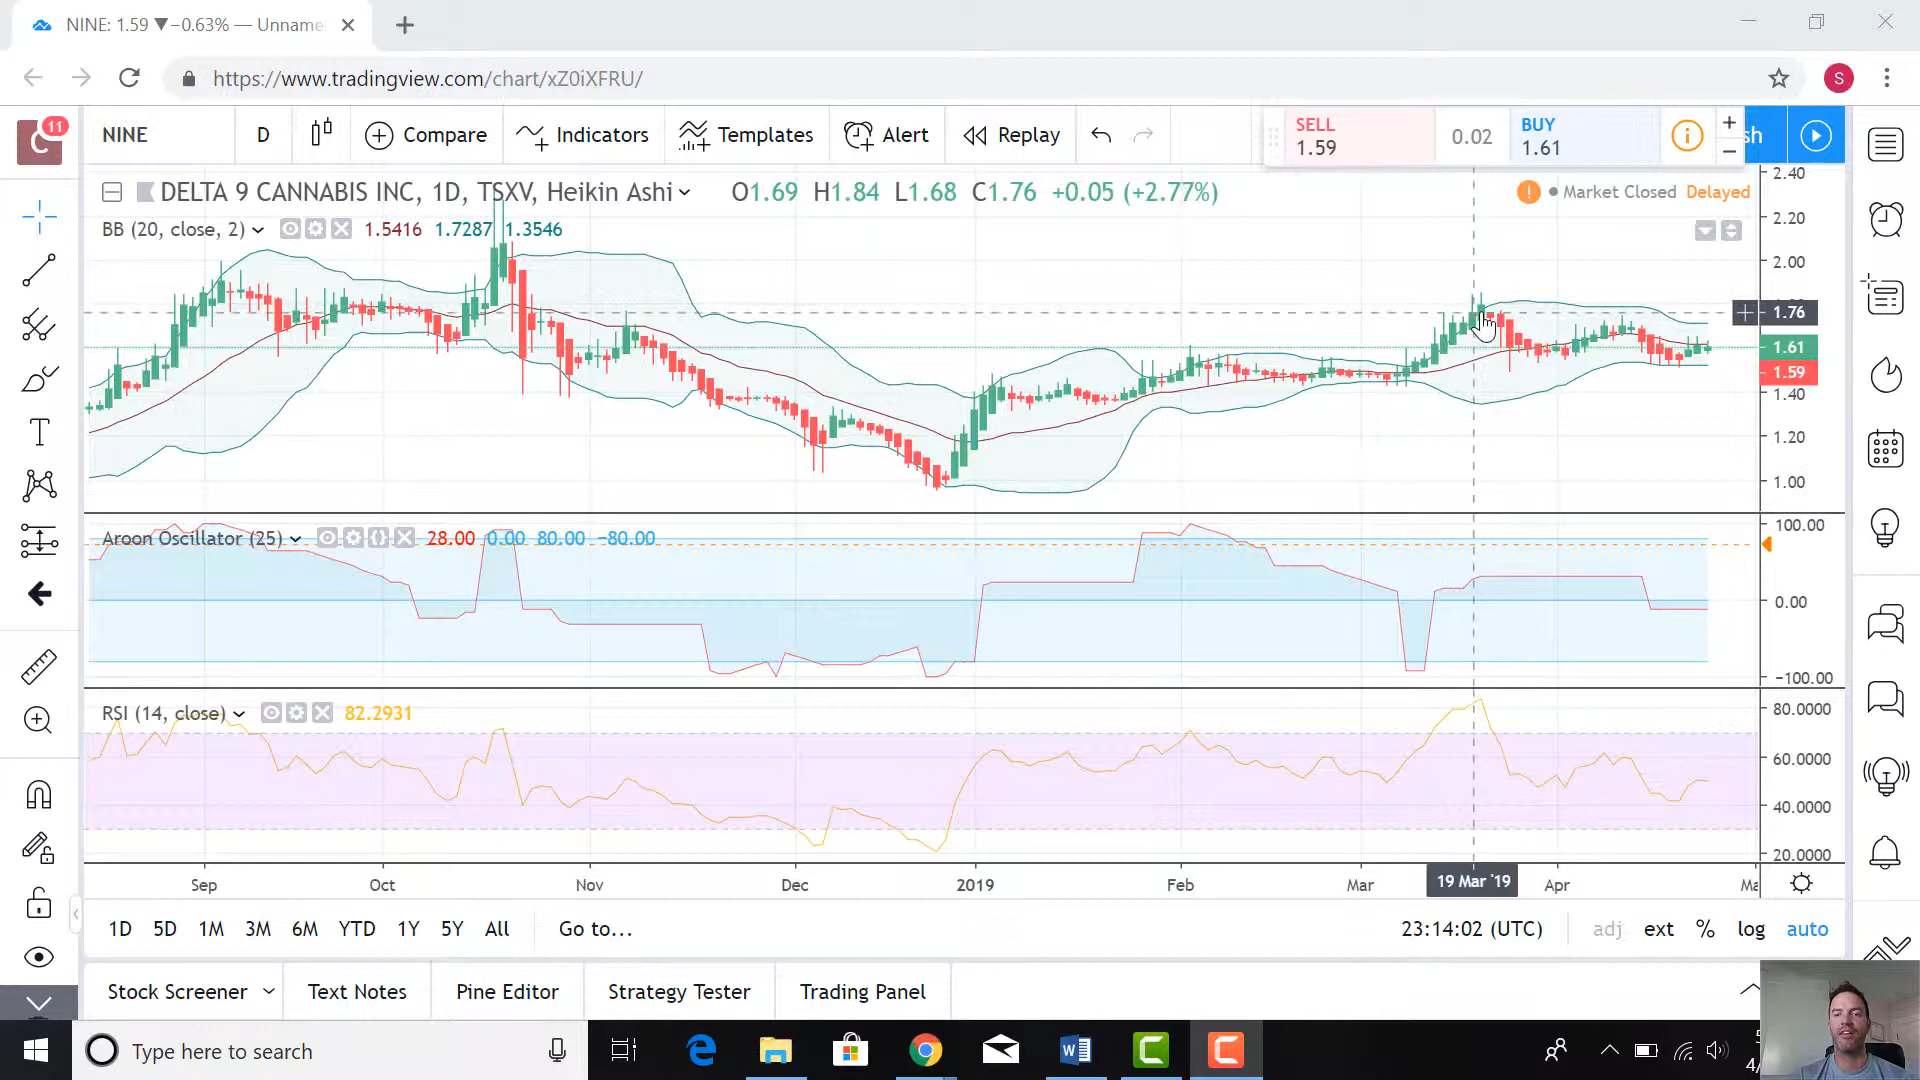 NINE: 1.59 ▼−0.63% — Unname
https://www.tradingview.com/chart/xZ0iXFRU/
11
C
S
NINE D Compare Indicators Templates Alert Replay
SELL
1.59
0.02
BUY
1.61
sh
DELTA 9 CANNABIS INC, 1D, TSXV, Heikin Ashi O1.69 H1.84 L1.68 C1.76 +0.05 (+2.77%)
Market Closed Delayed
BB (20, close, 2) 1.5416 1.7287 1.3546
2.40
2.20
2.00
1.76
1.61
1.59
1.40
1.20
1.00
Aroon Oscillator (25) 28.00 0.00 80.00 −80.00
100.00
0.00
−100.00
RSI (14, close) 82.2931
80.0000
60.0000
40.0000
20.0000
Sep Oct Nov Dec 2019 Feb Mar 19 Mar '19 Apr
1D 5D 1M 3M 6M YTD 1Y 5Y All Go to... 23:14:02 (UTC) adj ext % log auto
Stock Screener Text Notes Pine Editor Strategy Tester Trading Panel
Type here to search